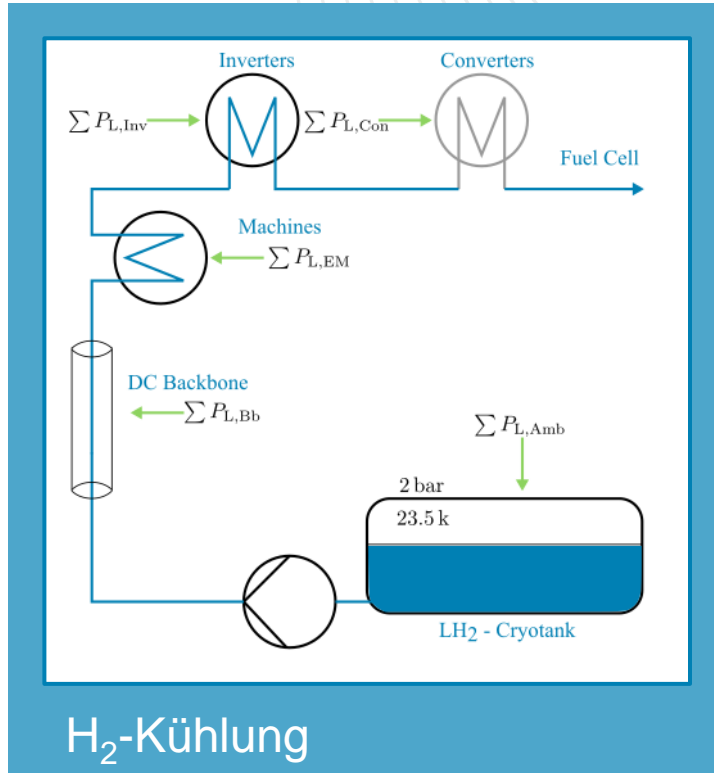 Inverters
Converters
∑ P_L,Inv
∑ P_L,Con
Fuel Cell
Machines
∑ P_L,EM
DC Backbone
∑ P_L,Bb
∑ P_L,Amb
2 bar
23.5 k
LH₂ - Cryotank
H₂-Kühlung